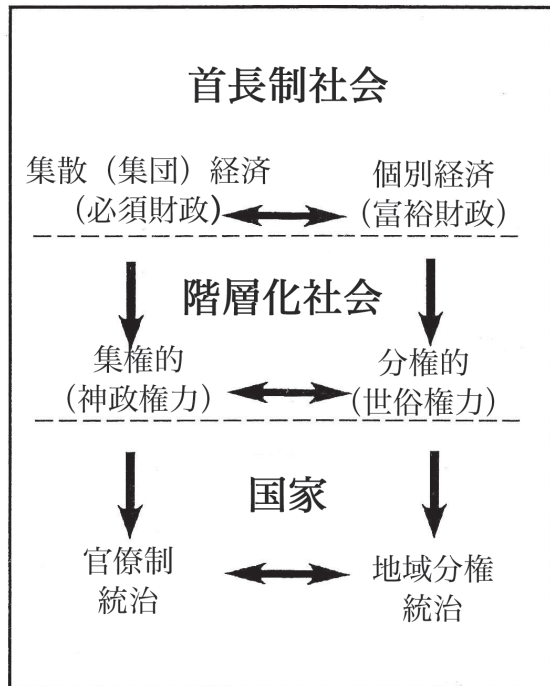 首長制社会
集散（集団）経済
（必須財政）
個別経済
（富裕財政）
階層化社会
集権的
（神政権力）
分権的
（世俗権力）
国家
官僚制
統治
地域分権
統治